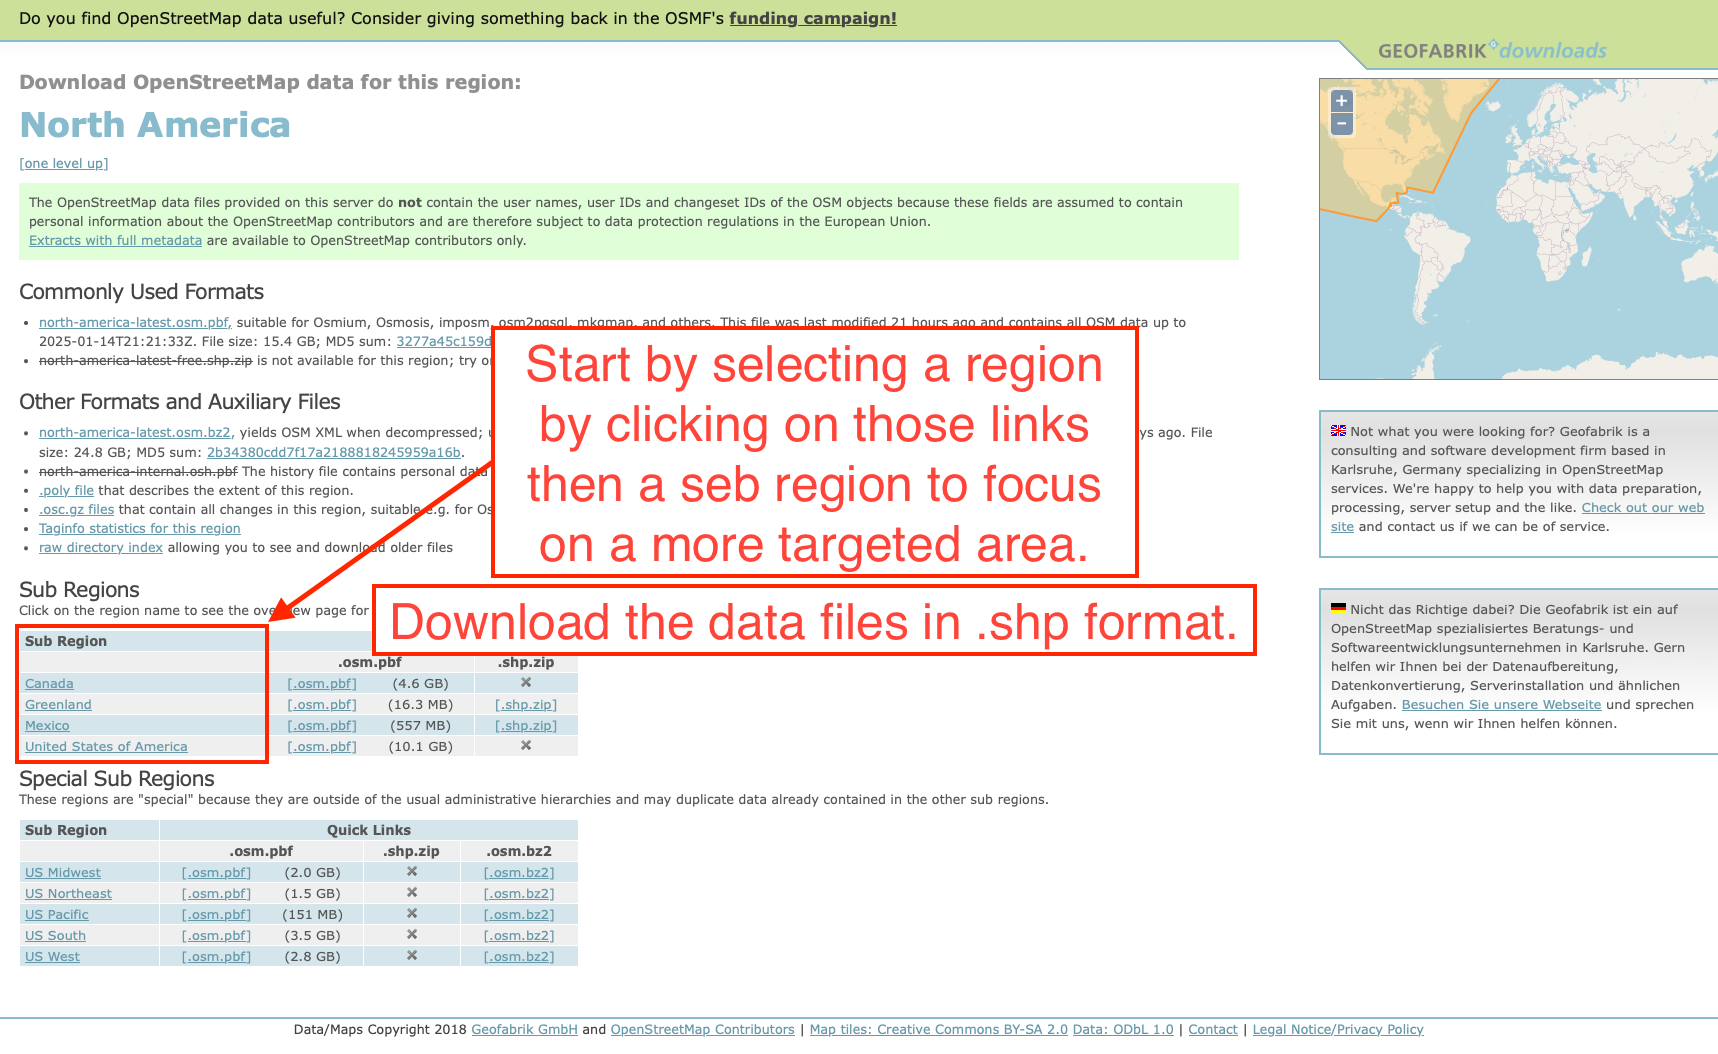 Do you find OpenStreetMap data useful? Consider giving something back in the OSMF's funding campaign!
GEOFABRIK downloads
Download OpenStreetMap data for this region:
North America
[one level up]
The OpenStreetMap data files provided on this server do not contain the user names, user IDs and changeset IDs of the OSM objects because these fields are assumed to contain
personal information about the OpenStreetMap contributors and are therefore subject to data protection regulations in the European Union.
Extracts with full metadata are available to OpenStreetMap contributors only.
Commonly Used Formats
• north-america-latest.osm.pbf, suitable for Osmium, Osmosis, imposm, osm2pgsql, mkgmap, and others. This file was last modified 21 hours ago and contains all OSM data up to
2025-01-14T21:21:33Z. File size: 15.4 GB; MD5 sum: 3277a45c159d
• north-america-latest-free.shp.zip is not available for this region; try
Other Formats and Auxiliary Files
• north-america-latest.osm.bz2, yields OSM XML when decompressed; ys ago. File
size: 24.8 GB; MD5 sum: 2b34380cdd7f17a2188818245959a16b.
• north-america-internal.osh.pbf The history file contains personal data
• .poly file that describes the extent of this region.
• .osc.gz files that contain all changes in this region, suitable e.g. for Os
• Taginfo statistics for this region
• raw directory index allowing you to see and download older files
Start by selecting a region
by clicking on those links
then a seb region to focus
on a more targeted area.
Download the data files in .shp format.
Sub Regions
Click on the region name to see the overview page for
Sub Region
.osm.pbf .shp.zip
Canada [.osm.pbf] (4.6 GB) ✖
Greenland [.osm.pbf] (16.3 MB) [.shp.zip]
Mexico [.osm.pbf] (557 MB) [.shp.zip]
United States of America [.osm.pbf] (10.1 GB) ✖
Special Sub Regions
These regions are "special" because they are outside of the usual administrative hierarchies and may duplicate data already contained in the other sub regions.
Sub Region Quick Links
.osm.pbf .shp.zip .osm.bz2
US Midwest [.osm.pbf] (2.0 GB) ✖ [.osm.bz2]
US Northeast [.osm.pbf] (1.5 GB) ✖ [.osm.bz2]
US Pacific [.osm.pbf] (151 MB) ✖ [.osm.bz2]
US South [.osm.pbf] (3.5 GB) ✖ [.osm.bz2]
US West [.osm.pbf] (2.8 GB) ✖ [.osm.bz2]
+
−
Not what you were looking for? Geofabrik is a
consulting and software development firm based in
Karlsruhe, Germany specializing in OpenStreetMap
services. We're happy to help you with data preparation,
processing, server setup and the like. Check out our web
site and contact us if we can be of service.
Nicht das Richtige dabei? Die Geofabrik ist ein auf
OpenStreetMap spezialisiertes Beratungs- und
Softwareentwicklungsunternehmen in Karlsruhe. Gern
helfen wir Ihnen bei der Datenaufbereitung,
Datenkonvertierung, Serverinstallation und ähnlichen
Aufgaben. Besuchen Sie unsere Webseite und sprechen
Sie mit uns, wenn wir Ihnen helfen können.
Data/Maps Copyright 2018 Geofabrik GmbH and OpenStreetMap Contributors | Map tiles: Creative Commons BY-SA 2.0 Data: ODbL 1.0 | Contact | Legal Notice/Privacy Policy